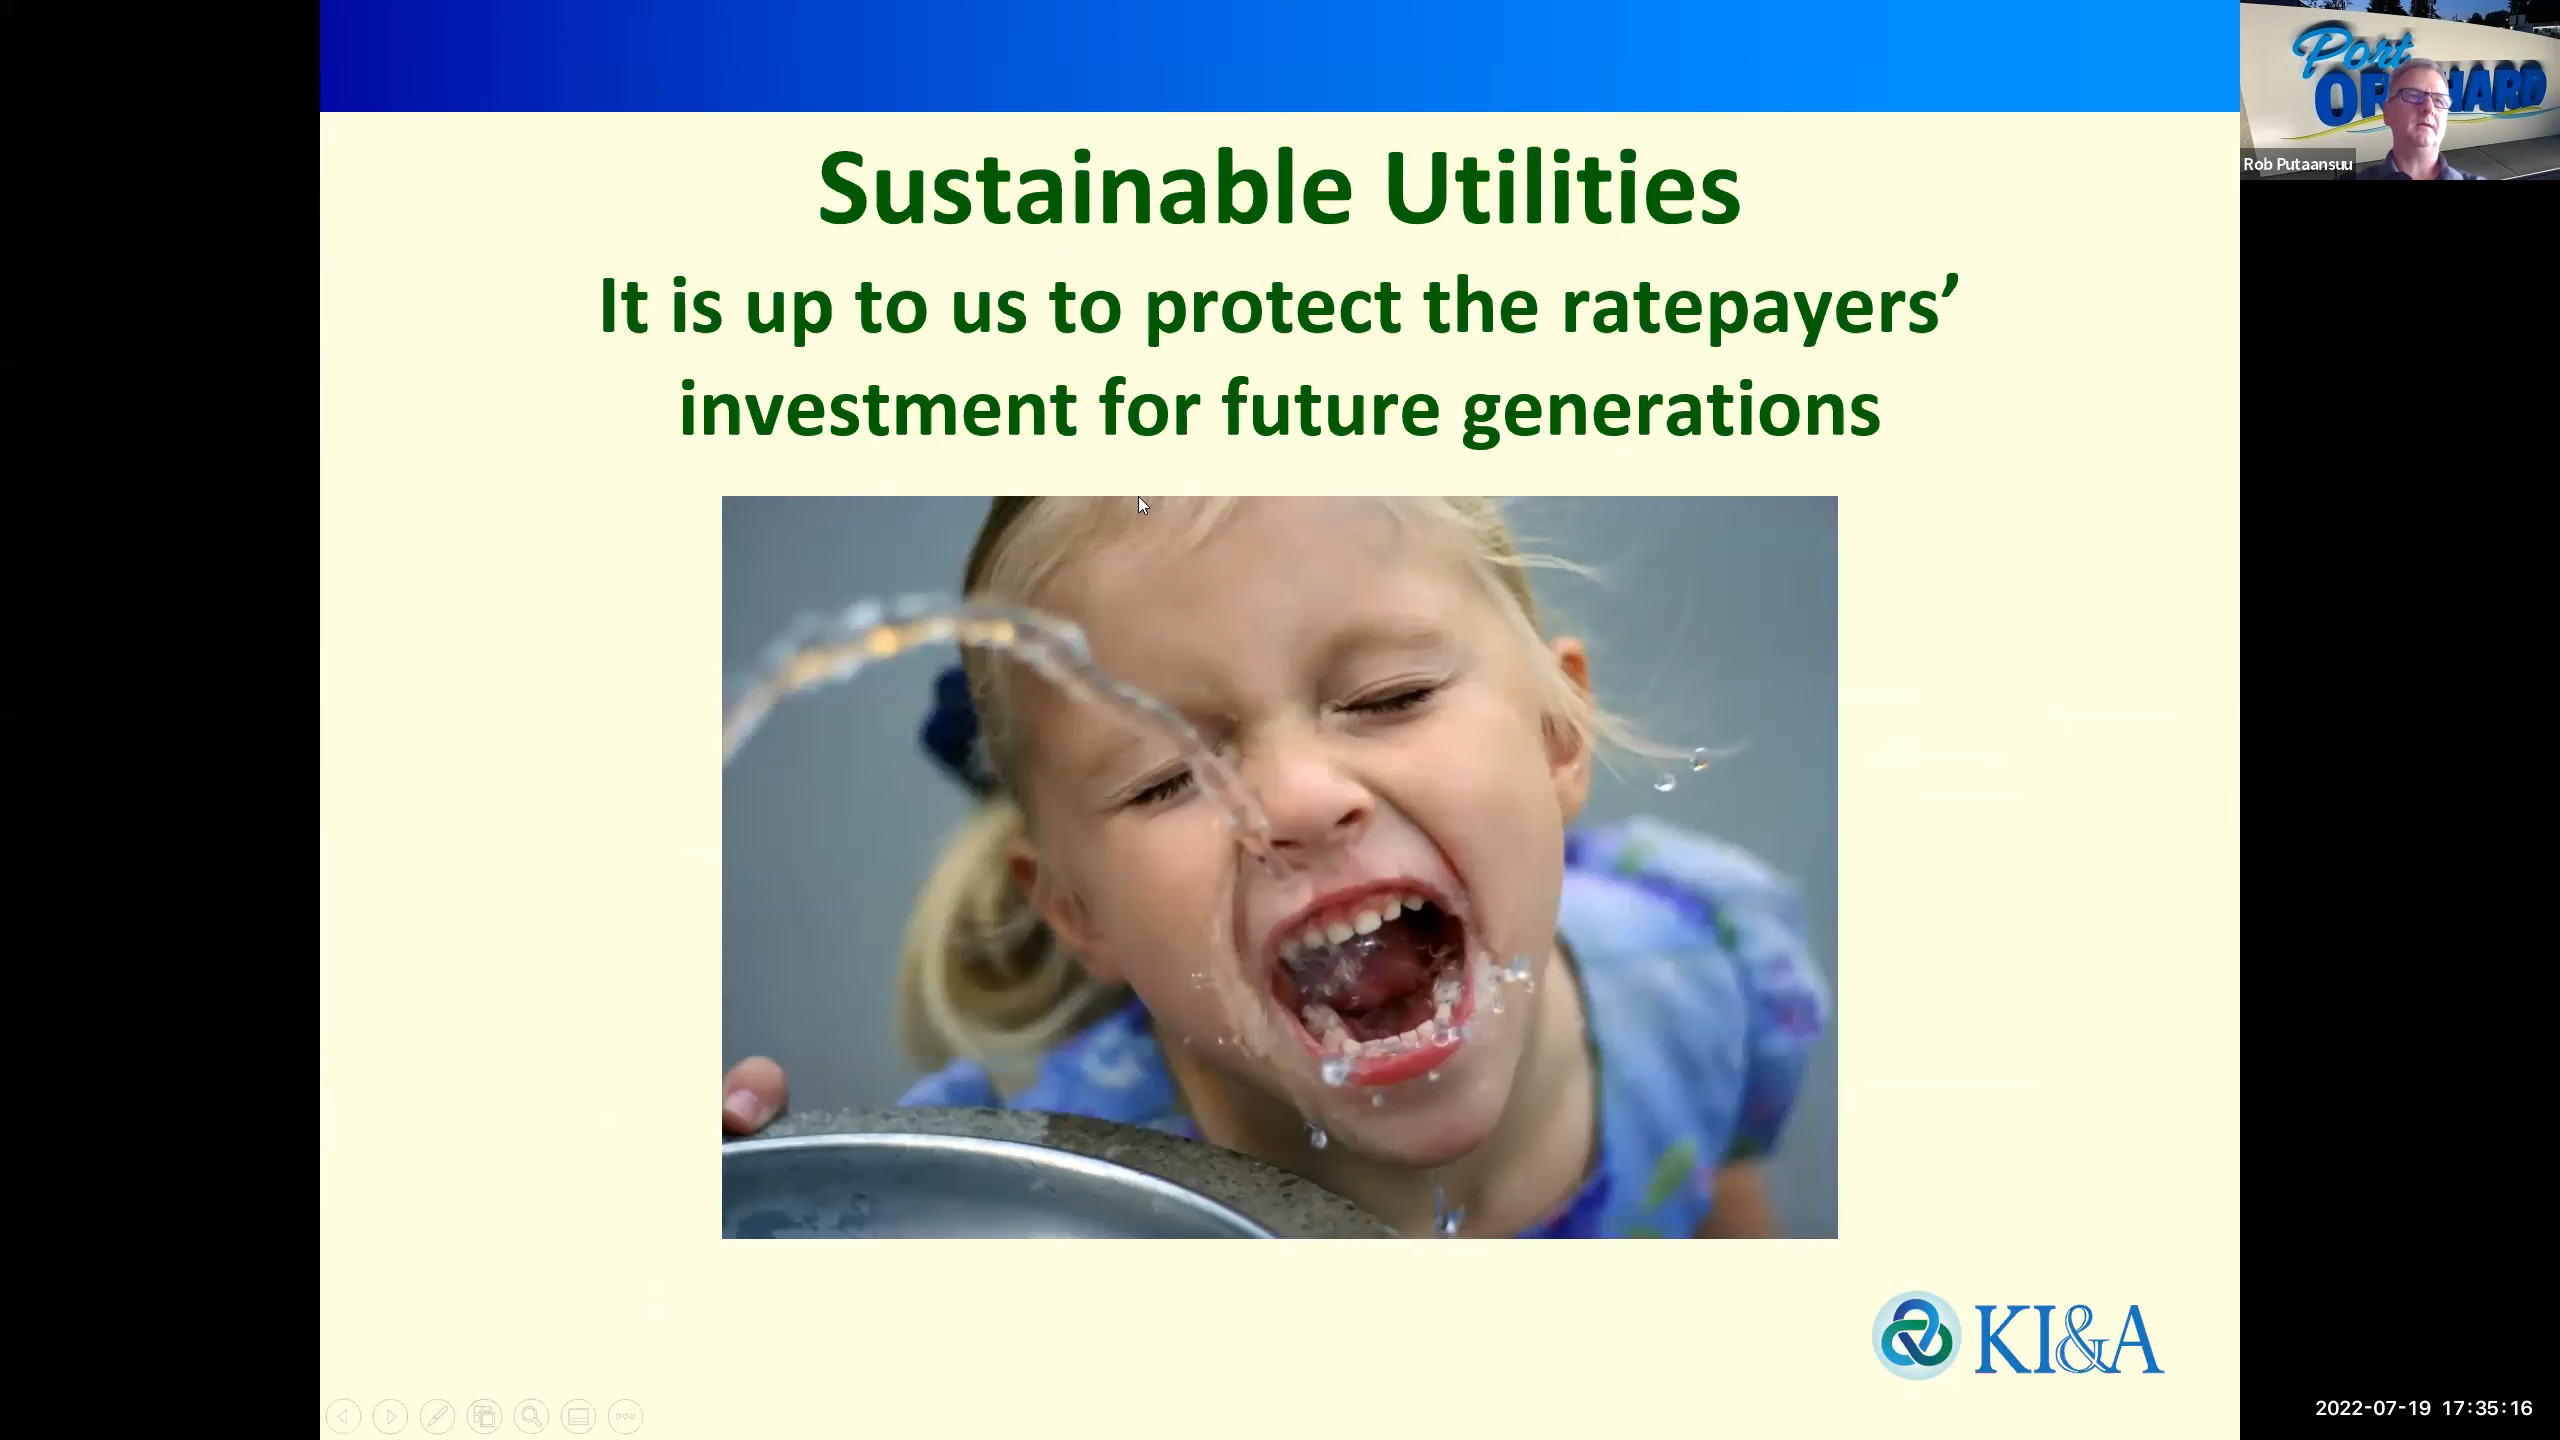 Sustainable Utilities
It is up to us to protect the ratepayers’
investment for future generations
Port
ORCHARD
Rob Putaansuu
KI&A
2022-07-19 17:35:16